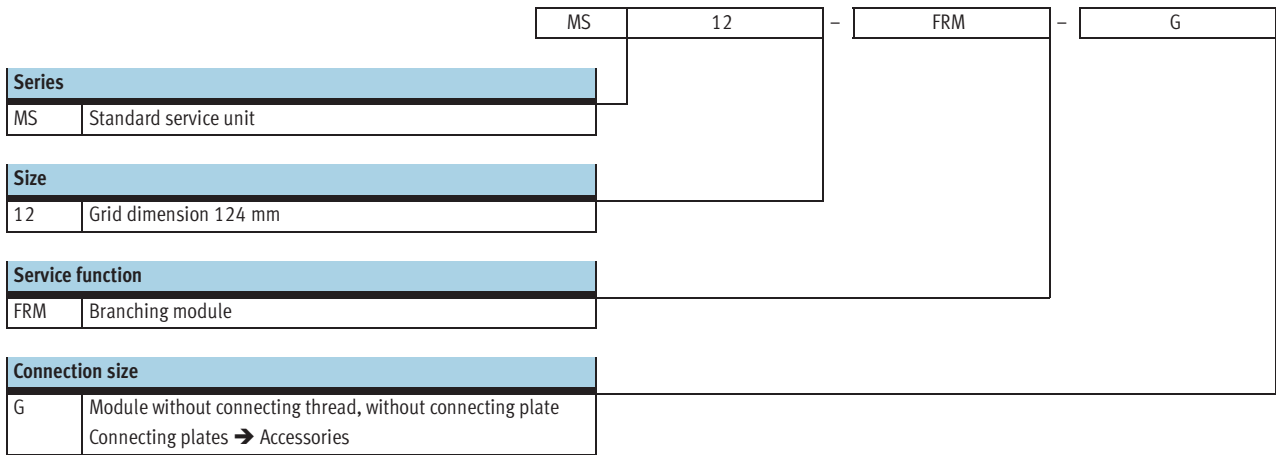 MS 12 – FRM – G
Series
MS Standard service unit
Size
12 Grid dimension 124 mm
Service function
FRM Branching module
Connection size
G Module without connecting thread, without connecting plate
Connecting plates ➔ Accessories